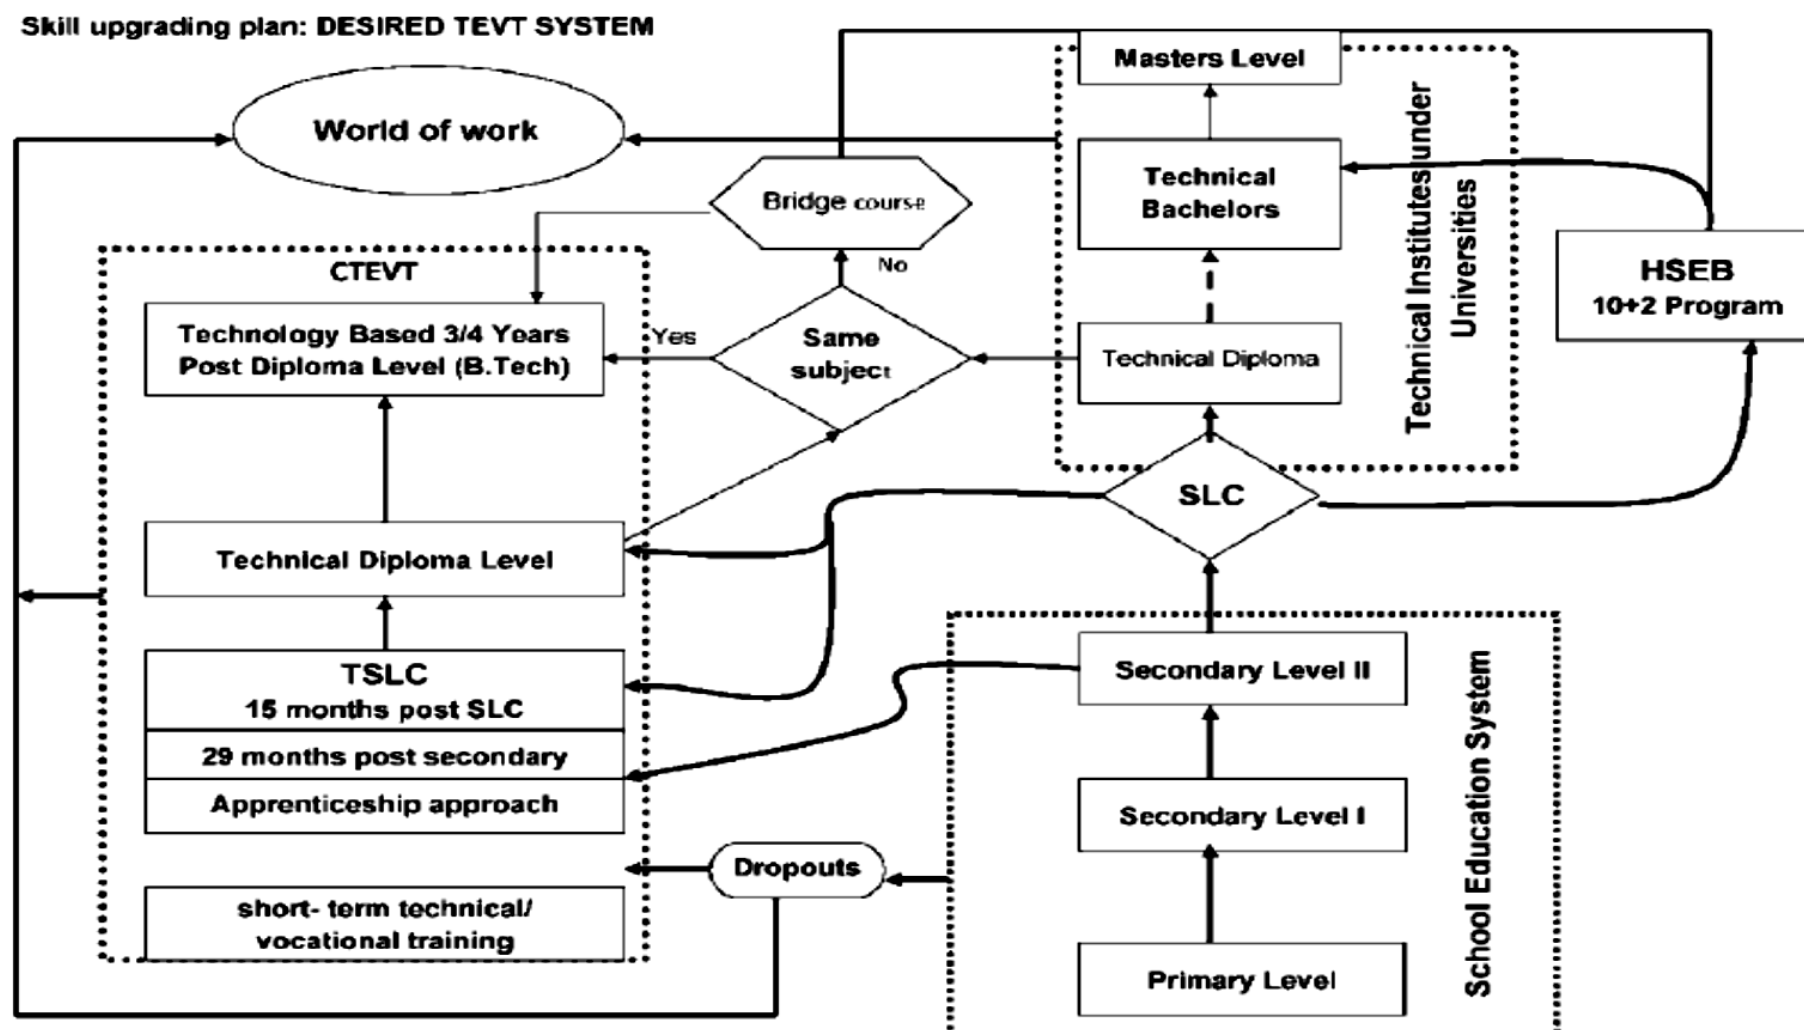 Skill upgrading plan: DESIRED TEVT SYSTEM
Masters Level
World of work
Technical
Bachelors
Bridge course
No
Technical Institutes under
Universities
HSEB
10+2 Program
CTEVT
Technology Based 3/4 Years
Post Diploma Level (B.Tech)
Yes
Same
subject
Technical Diploma
SLC
Technical Diploma Level
TSLC
15 months post SLC
29 months post secondary
Apprenticeship approach
Secondary Level II
Secondary Level I
School Education System
Dropouts
short- term technical/
vocational training
Primary Level